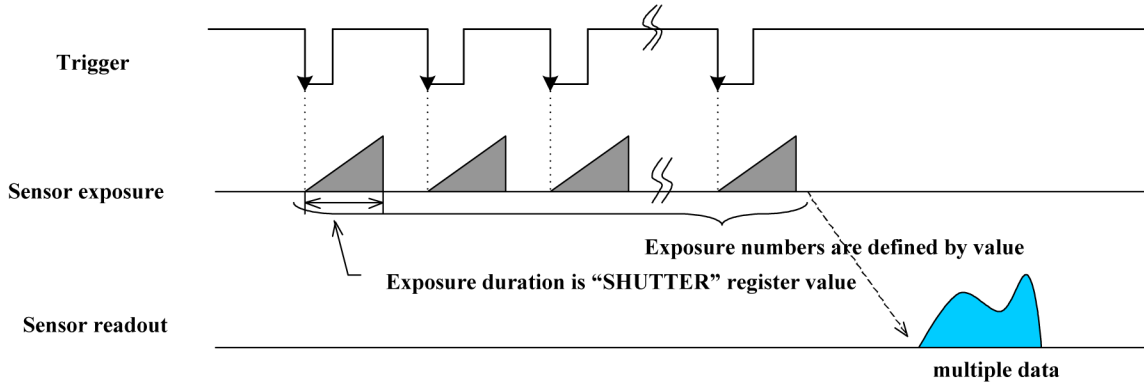 Trigger
Sensor exposure
Exposure numbers are defined by value
Exposure duration is “SHUTTER” register value
Sensor readout
multiple data